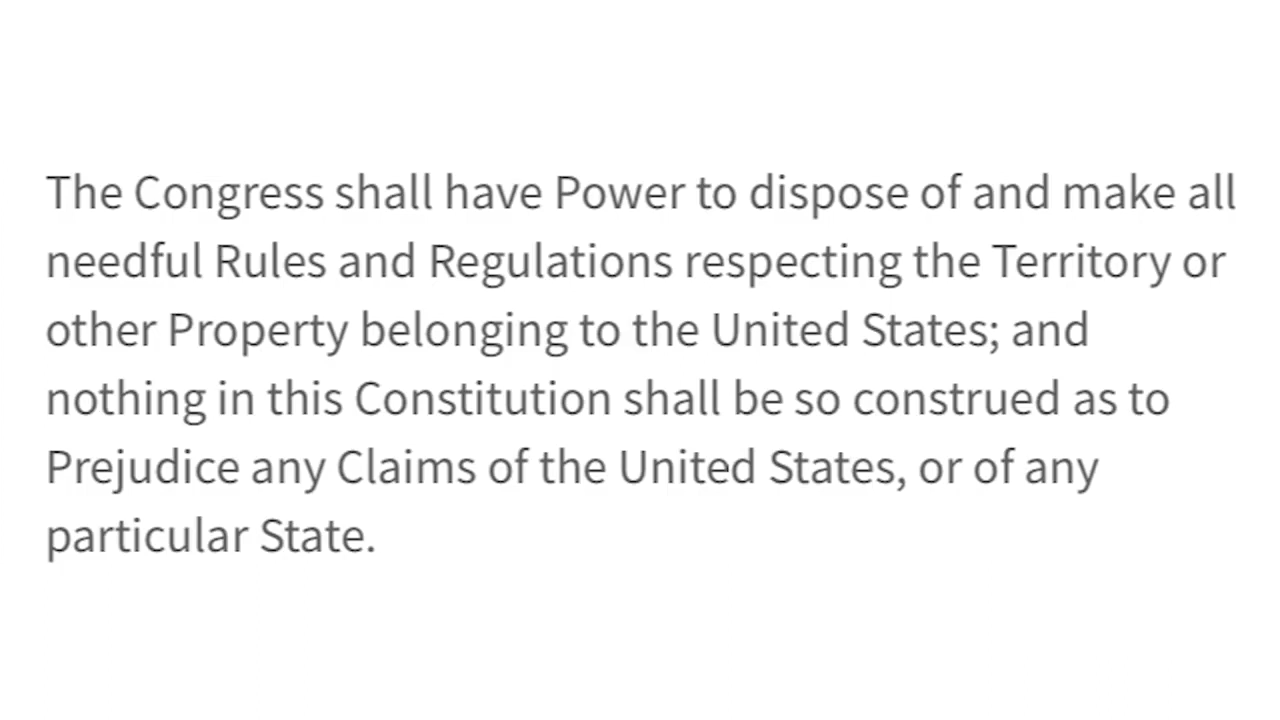 The Congress shall have Power to dispose of and make all
needful Rules and Regulations respecting the Territory or
other Property belonging to the United States; and
nothing in this Constitution shall be so construed as to
Prejudice any Claims of the United States, or of any
particular State.